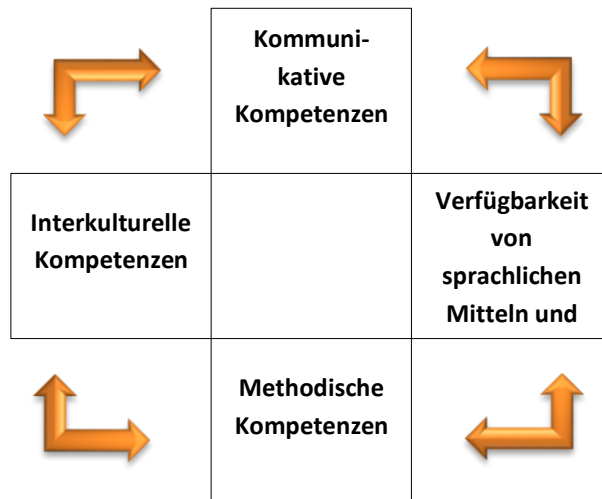 Kommuni-
kative
Kompetenzen
Interkulturelle
Kompetenzen
Verfügbarkeit
von
sprachlichen
Mitteln und
Methodische
Kompetenzen